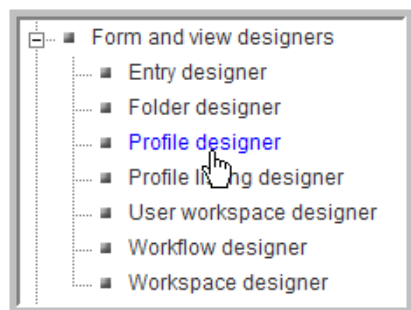 Form and view designers
Entry designer
Folder designer
Profile designer
Profile designer
User workspace designer
Workflow designer
Workspace designer